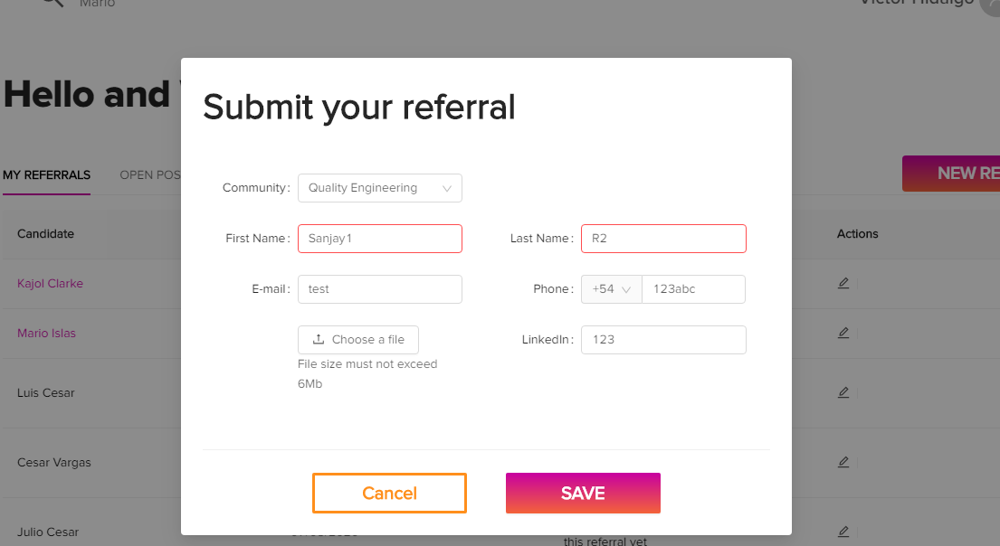 Mario
Victor Hidalgo
Hello and
Submit your referral
MY REFERRALS
OPEN POS
NEW RE
Community:
Quality Engineering
Candidate
Actions
First Name:
Sanjay1
Last Name:
R2
Kajol Clarke
E-mail:
test
Phone:
+54
123abc
Mario Islas
Choose a file
LinkedIn:
123
File size must not exceed
6Mb
Luis Cesar
Cesar Vargas
Cancel
SAVE
Julio Cesar
this referral yet